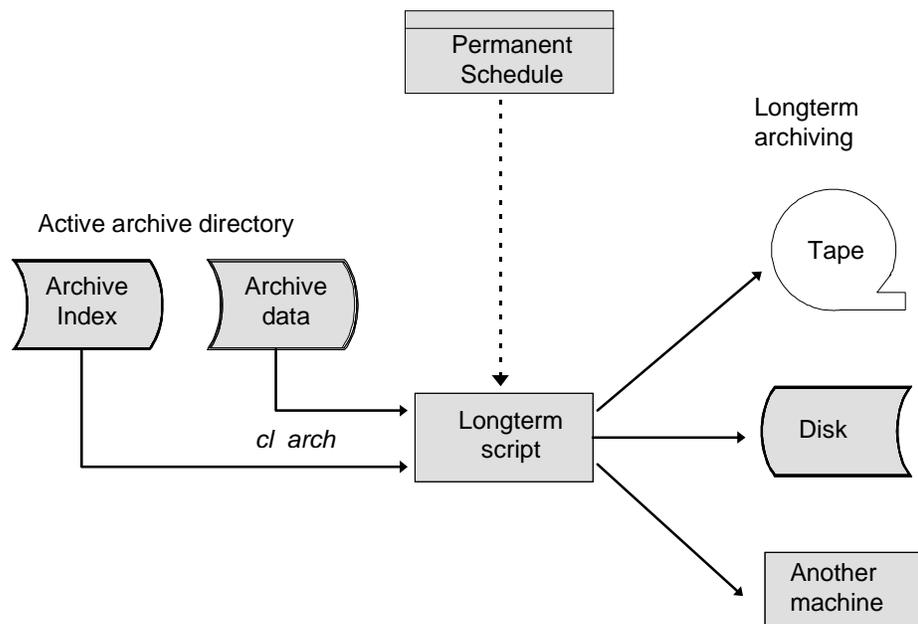 Permanent
Schedule
Longterm
archiving
Active archive directory
Archive
Index
Archive
data
Tape
cl arch
Longterm
script
Disk
Another
machine